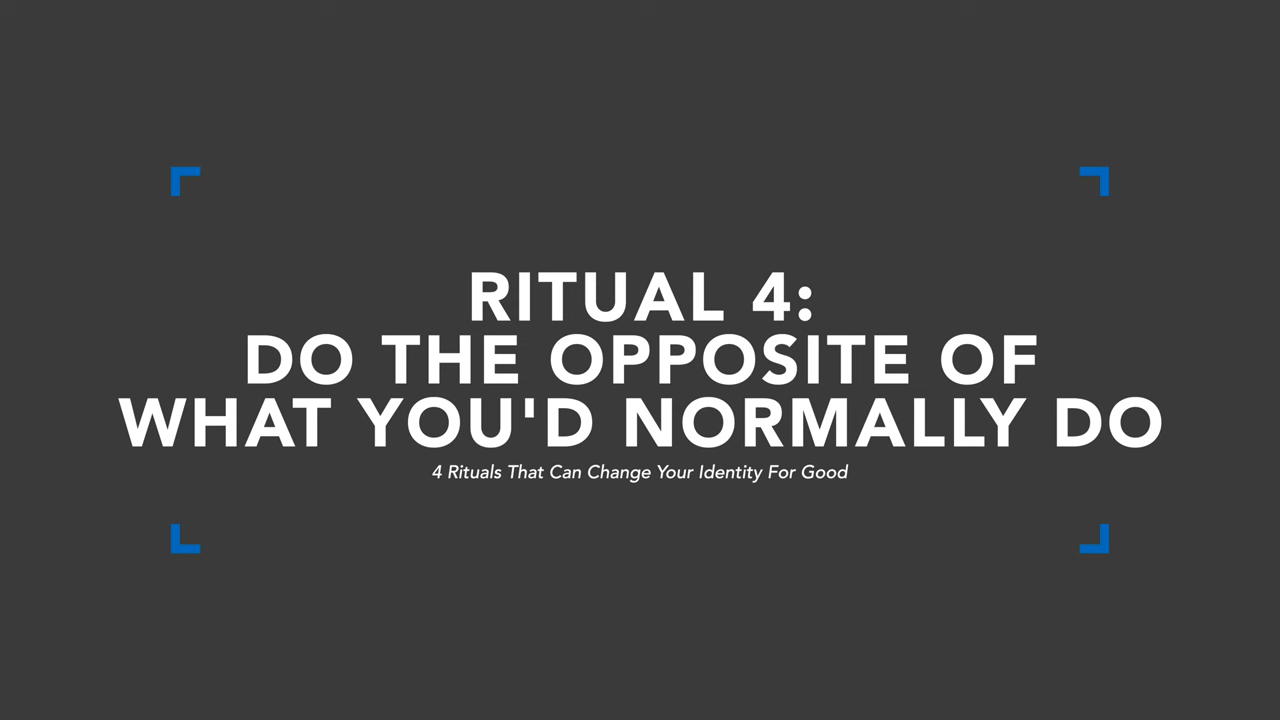 RITUAL 4:
DO THE OPPOSITE OF
WHAT YOU'D NORMALLY DO
4 Rituals That Can Change Your Identity For Good